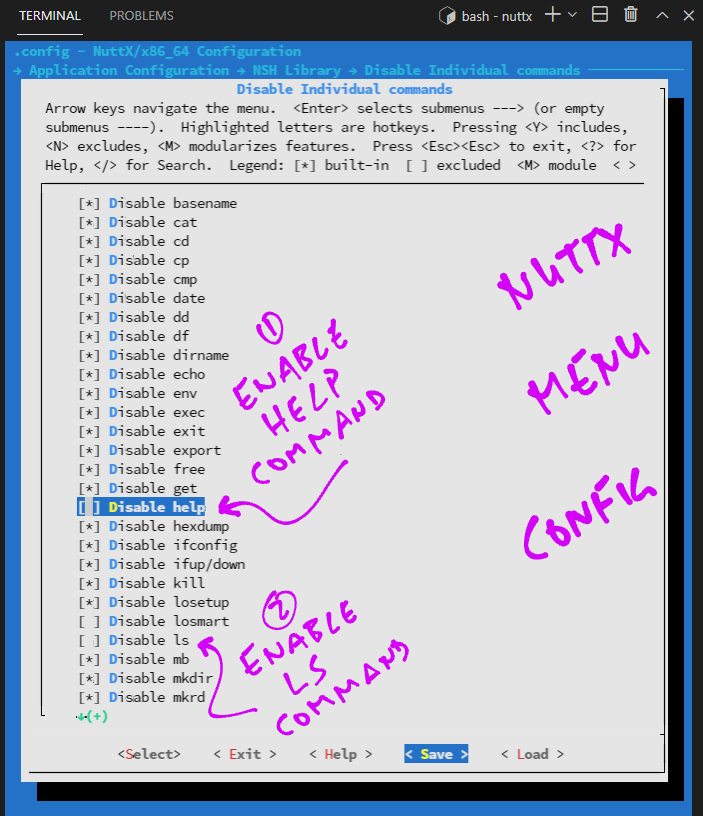 TERMINAL PROBLEMS bash - nuttx
.config - NuttX/x86_64 Configuration
→ Application Configuration → NSH Library → Disable Individual commands
Disable Individual commands
Arrow keys navigate the menu. <Enter> selects submenus ---> (or empty
submenus ----). Highlighted letters are hotkeys. Pressing <Y> includes,
<N> excludes, <M> modularizes features. Press <Esc><Esc> to exit, <?> for
Help, </> for Search. Legend: [*] built-in [ ] excluded <M> module < >
[*] Disable basename
[*] Disable cat
[*] Disable cd
[*] Disable cp
[*] Disable cmp
[*] Disable date
[*] Disable dd
[*] Disable df
[*] Disable dirname
[*] Disable echo
[*] Disable env
[*] Disable exec
[*] Disable exit
[*] Disable export
[*] Disable free
[*] Disable get
[ ] Disable help
[*] Disable hexdump
[*] Disable ifconfig
[*] Disable ifup/down
[*] Disable kill
[*] Disable losetup
[ ] Disable losmart
[ ] Disable ls
[*] Disable mb
[*] Disable mkdir
[*] Disable mkrd
↓(+)
<Select> < Exit > < Help > < Save > < Load >
NUTTX
MENU
CONFIG
1
ENABLE
HELP
COMMAND
2
ENABLE
LS
COMMAND